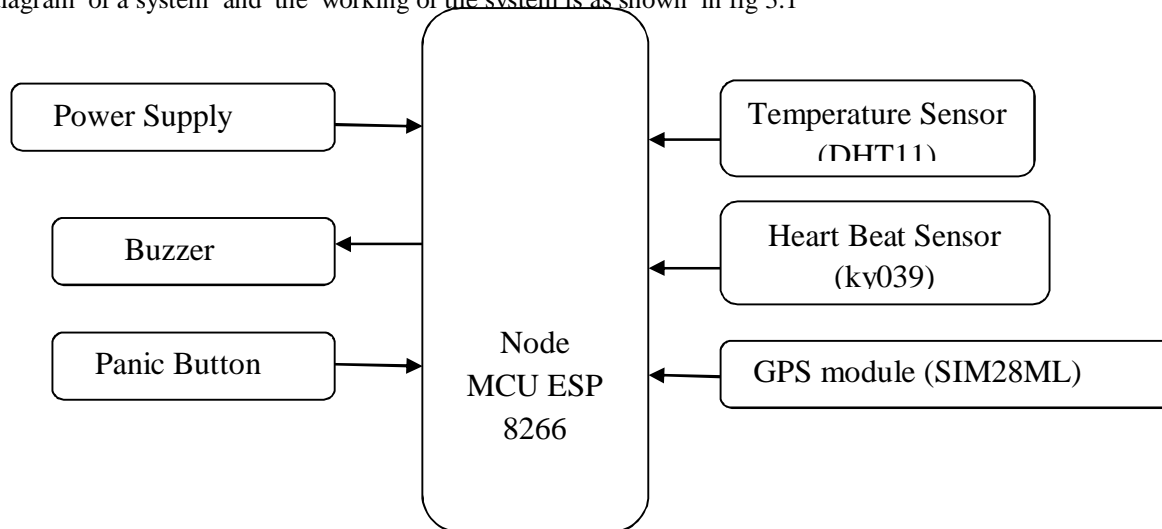 diagram of a system and the working of the system is as shown in fig 3.1
Power Supply
Buzzer
Panic Button
Node
MCU ESP
8266
Temperature Sensor
(DHT11)
Heart Beat Sensor
(ky039)
GPS module (SIM28ML)